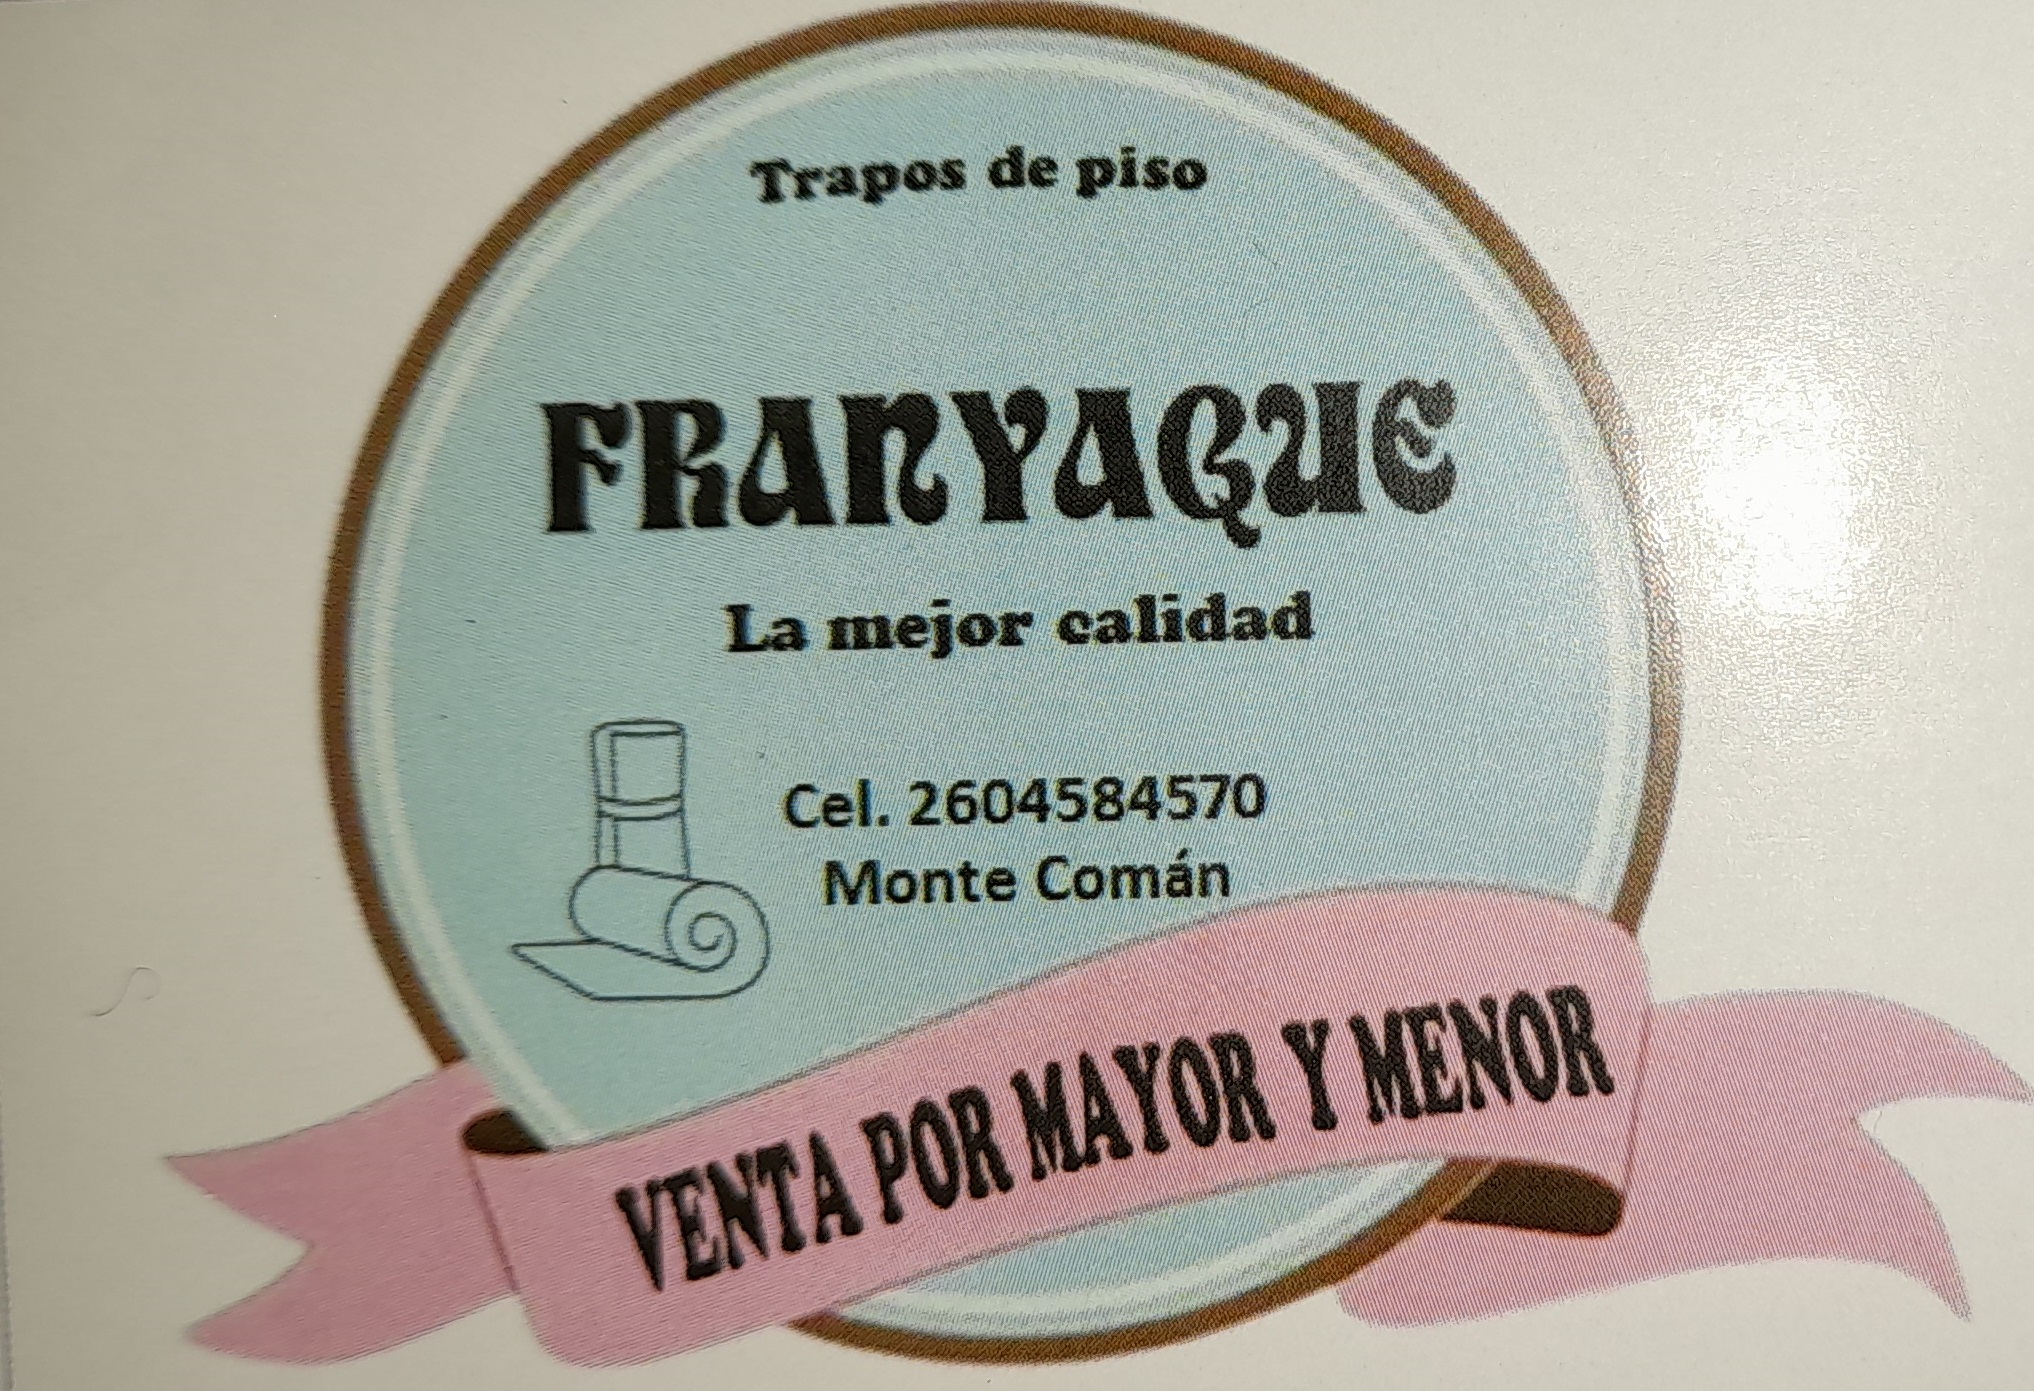 Trapos de piso
FRANYAQUE
La mejor calidad
Cel. 2604584570
Monte Comán
VENTA POR MAYOR Y MENOR